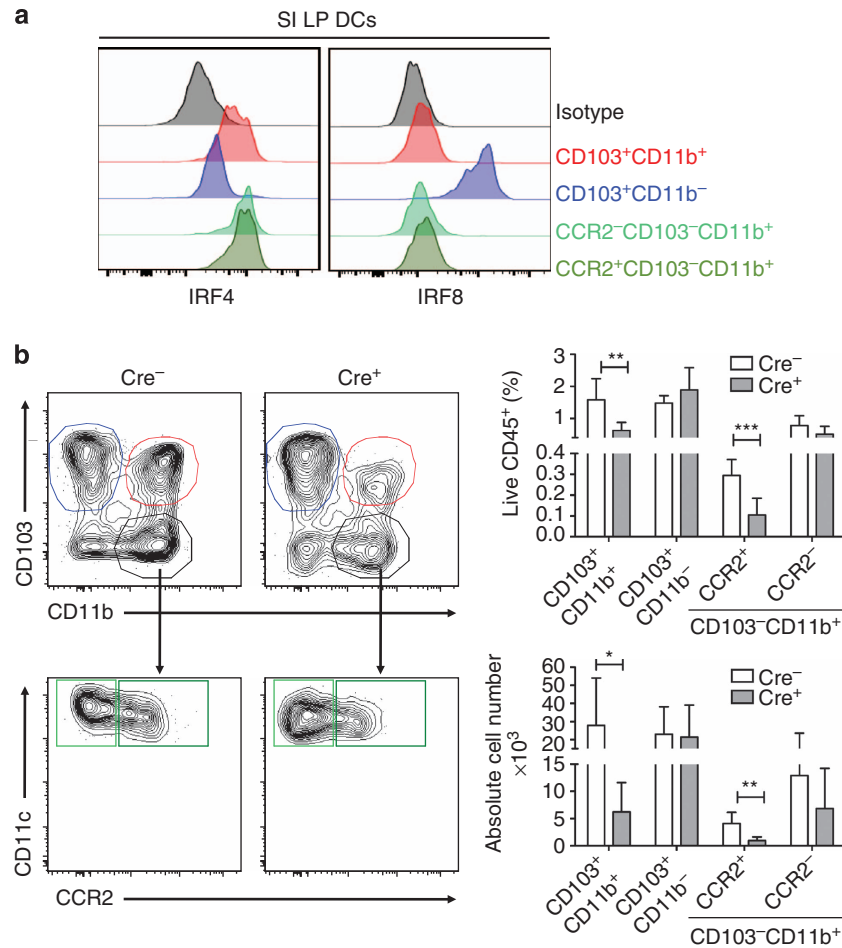 a
SI LP DCs
Isotype
CD103⁺CD11b⁺
CD103⁺CD11b⁻
CCR2⁻CD103⁻CD11b⁺
CCR2⁺CD103⁻CD11b⁺
IRF4
IRF8
b
Cre⁻
Cre⁺
CD103
CD11b
CD11c
CCR2
Live CD45⁺ (%)
3
2
1
0.4
0.3
0.2
0.1
0.0
**
***
Cre⁻
Cre⁺
CD103⁺
CD11b⁺
CD103⁺
CD11b⁻
CCR2⁺
CCR2⁻
CD103⁻CD11b⁺
Absolute cell number
×10³
60
50
40
30
20
10
15
10
5
0
*
**
Cre⁻
Cre⁺
CD103⁺
CD11b⁺
CD103⁺
CD11b⁻
CCR2⁺
CCR2⁻
CD103⁻CD11b⁺